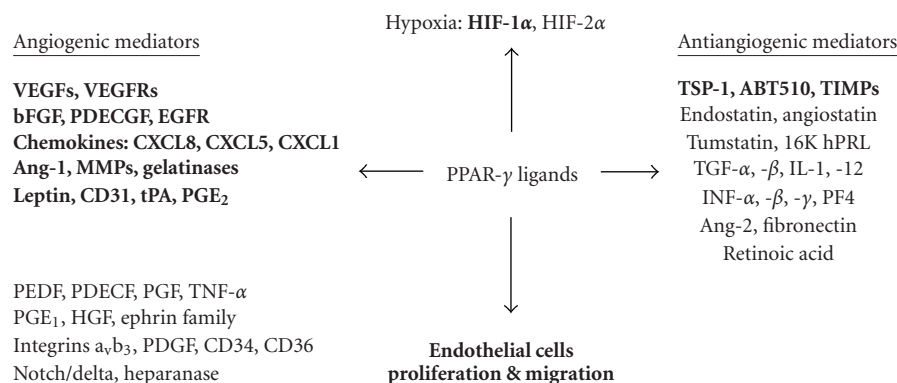 Hypoxia: HIF-1α, HIF-2α
Angiogenic mediators
VEGFs, VEGFRs
bFGF, PDECGF, EGFR
Chemokines: CXCL8, CXCL5, CXCL1
Ang-1, MMPs, gelatinases
Leptin, CD31, tPA, PGE₂
PEDF, PDECF, PGF, TNF-α
PGE₁, HGF, ephrin family
Integrins aᵥb₃, PDGF, CD34, CD36
Notch/delta, heparanase
PPAR-γ ligands
Endothelial cells
proliferation & migration
Antiangiogenic mediators
TSP-1, ABT510, TIMPs
Endostatin, angiostatin
Tumstatin, 16K hPRL
TGF-α, -β, IL-1, -12
INF-α, -β, -γ, PF4
Ang-2, fibronectin
Retinoic acid